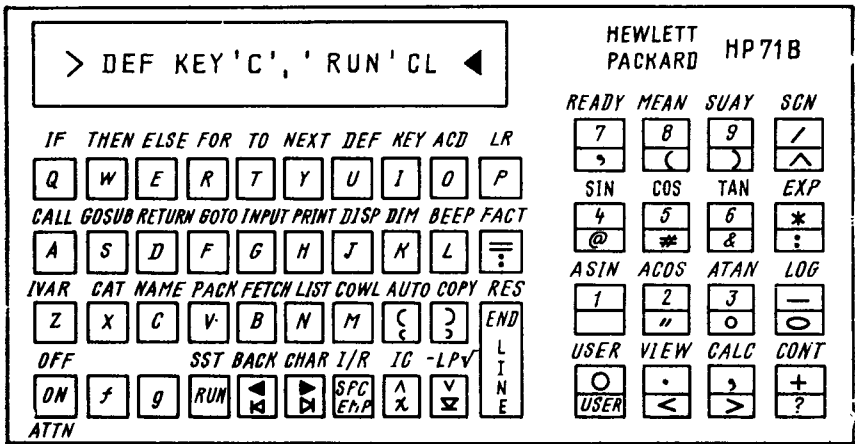 > DEF KEY 'C', ' RUN' CL ◀
HEWLETT
PACKARD
HP 71B
IF THEN ELSE FOR TO NEXT DEF KEY ACD LR
Q W E R T Y U I O P
CALL GOSUB RETURN GOTO INPUT PRINT DISP DIM BEEP FACT
A S D F G H J K L =
:
IVAR CAT NAME PACK FETCH LIST COWL AUTO COPY RES
Z X C V B N M ( )
END
LINE
OFF SST BACK CHAR I/R IC -LP√
ON f g RUN ◀ ▶ SPC
ATTN
READY MEAN SUAY SCN
7 8 9 /
, ( ) ^
SIN COS TAN EXP
4 5 6 *
@ # & :
ASIN ACOS ATAN LOG
1 2 3 —
" O
USER VIEW CALC CONT
O . , +
USER < > ?